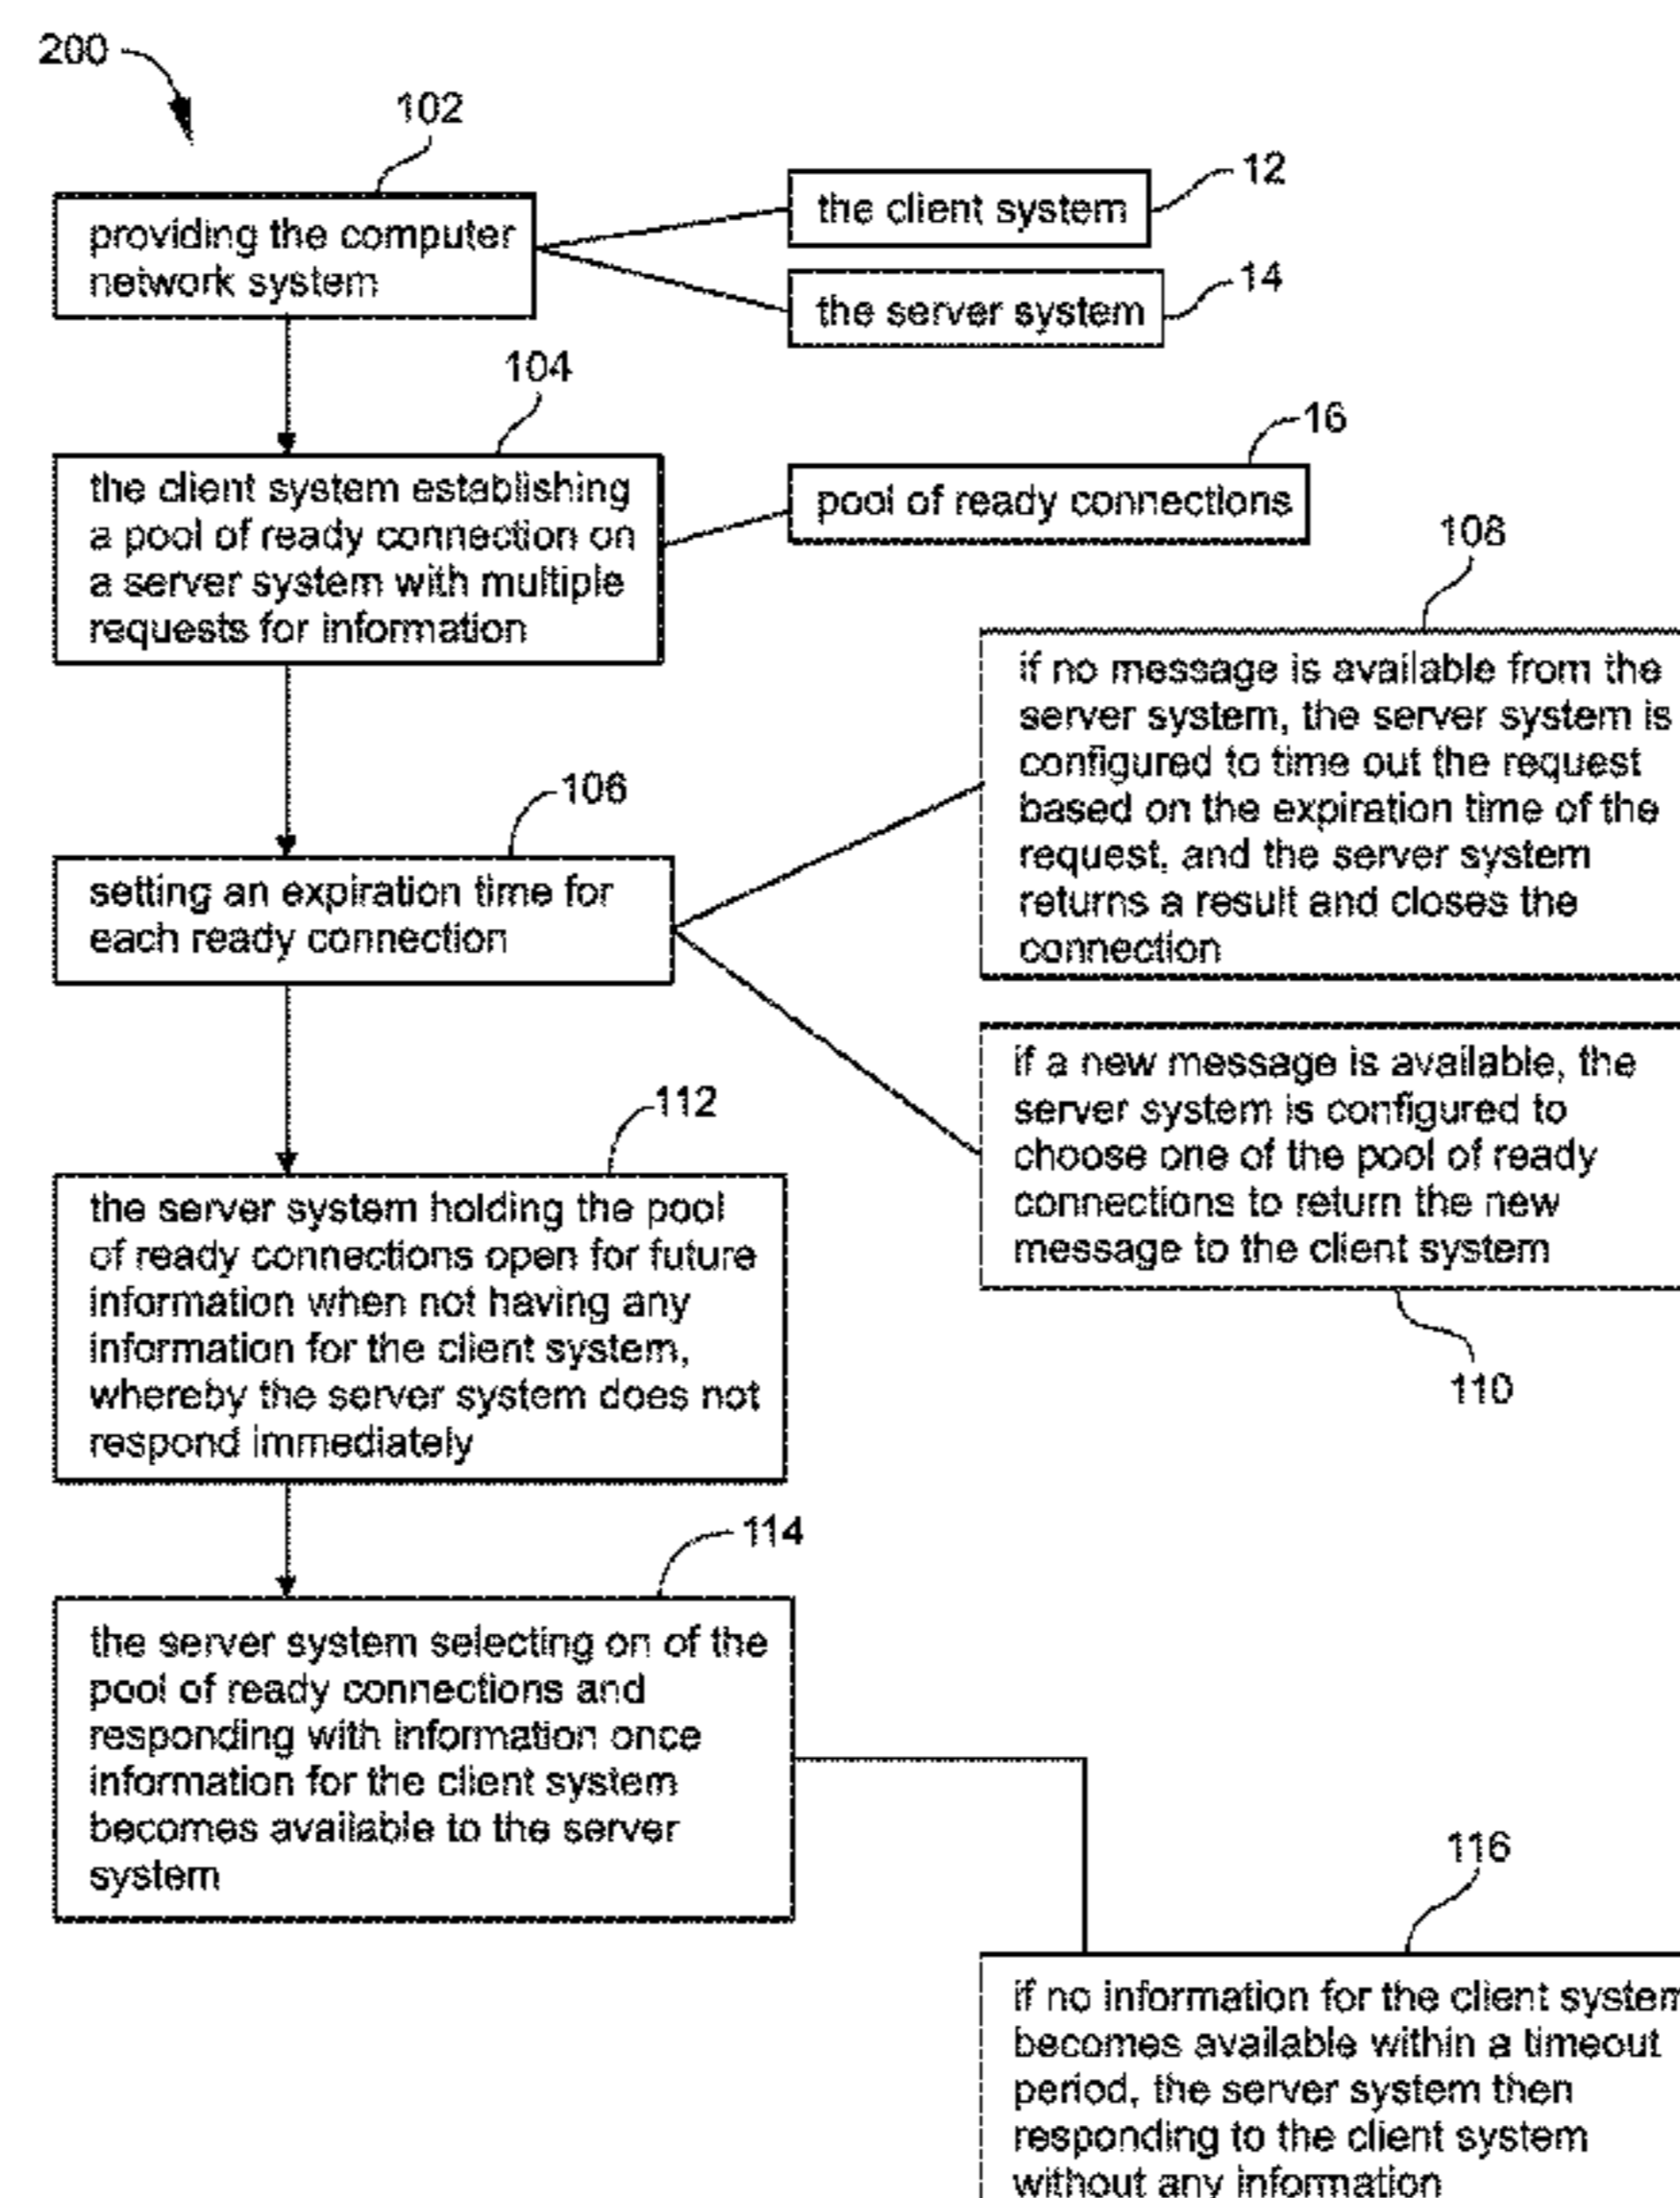 200
102
providing the computer
network system
12
the client system
14
the server system
104
the client system establishing
a pool of ready connection on
a server system with multiple
requests for information
16
pool of ready connections
106
setting an expiration time for
each ready connection
108
if no message is available from the
server system, the server system is
configured to time out the request
based on the expiration time of the
request, and the server system
returns a result and closes the
connection
if a new message is available, the
server system is configured to
choose one of the pool of ready
connections to return the new
message to the client system
110
112
the server system holding the pool
of ready connections open for future
information when not having any
information for the client system,
whereby the server system does not
respond immediately
114
the server system selecting on of the
pool of ready connections and
responding with information once
information for the client system
becomes available to the server
system
116
if no information for the client system
becomes available within a timeout
period, the server system then
responding to the client system
without any information